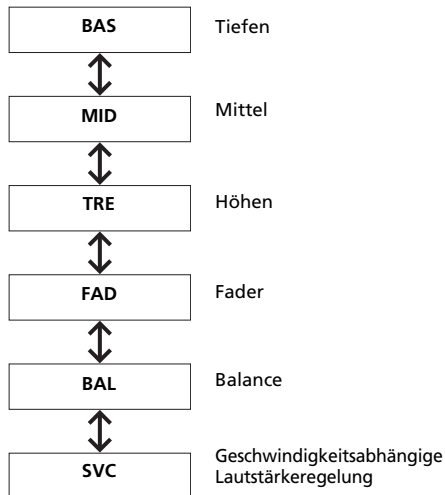 BAS Tiefen
MID Mittel
TRE Höhen
FAD Fader
BAL Balance
SVC Geschwindigkeitsabhängige
Lautstärkeregelung